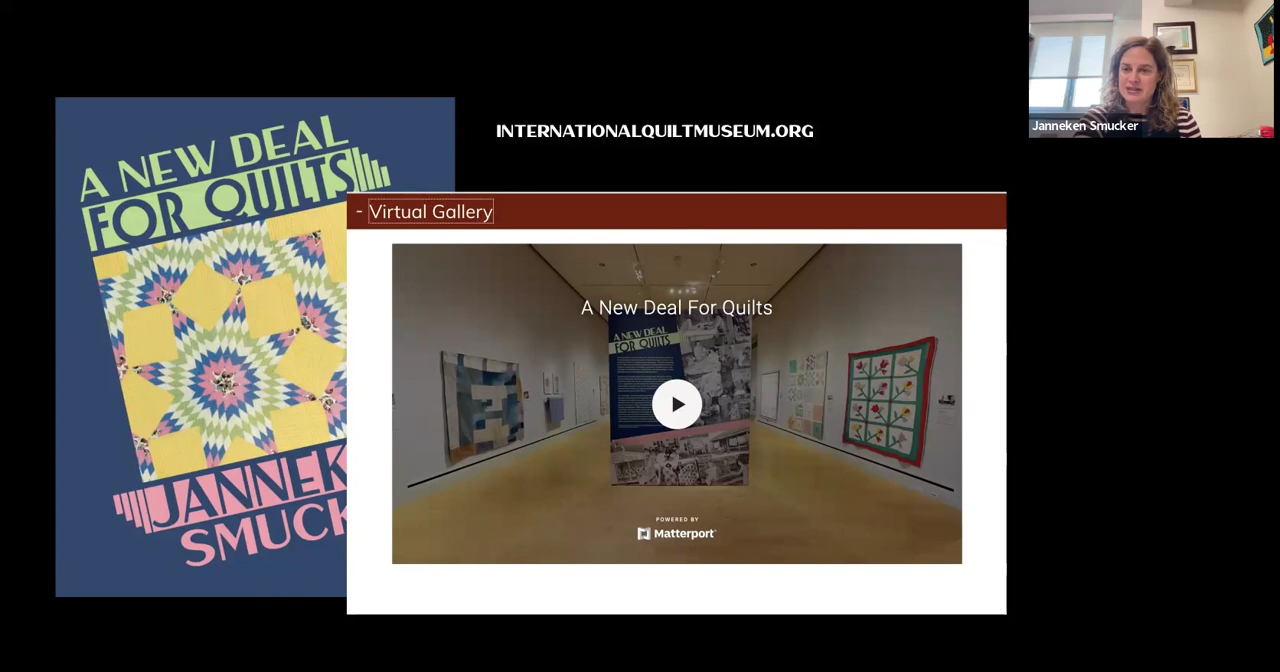 INTERNATIONALQUILTMUSEUM.ORG
Janneken Smucker
A NEW DEAL
FOR QUILTS
JANNEK
SMUCK
- Virtual Gallery
A New Deal For Quilts
A NEW DEAL
FOR QUILTS
POWERED BY
Matterport